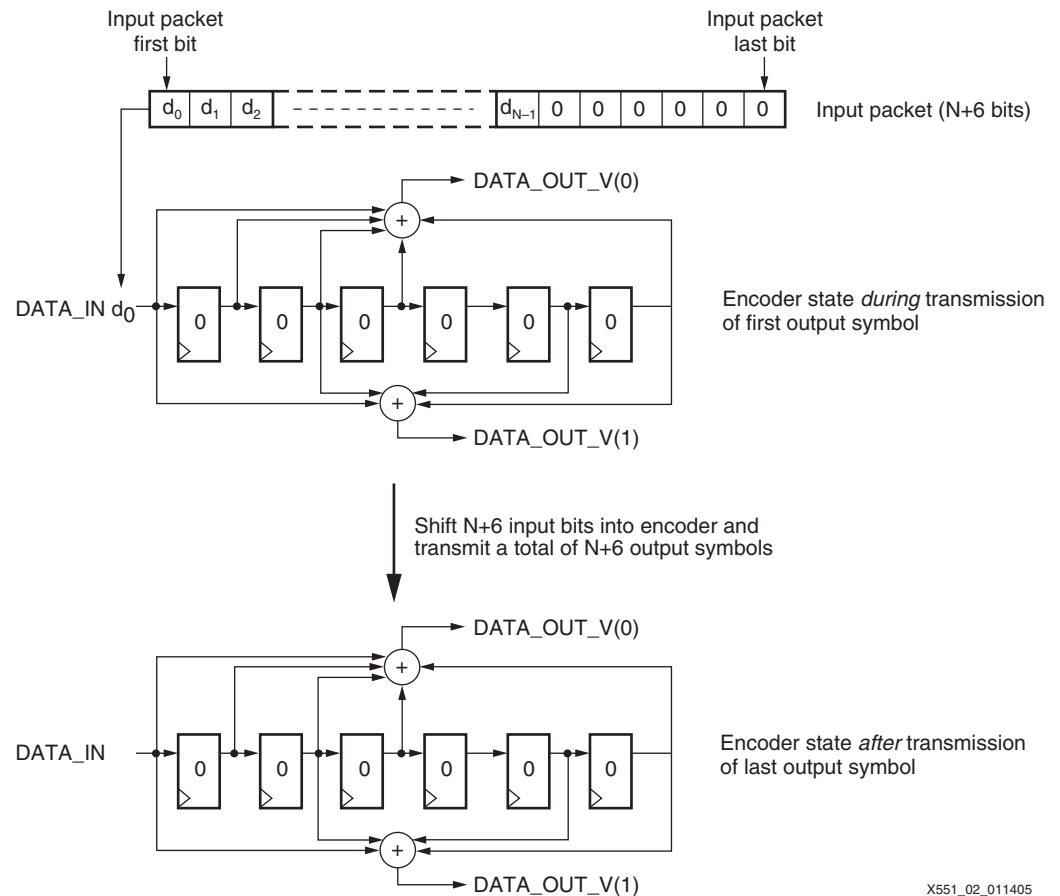 Input packet
first bit
Input packet
last bit
d0 d1 d2 dN–1 0 0 0 0 0 0
Input packet (N+6 bits)
DATA_OUT_V(0)
+
DATA_IN d0
0 0 0 0 0 0
Encoder state during transmission
of first output symbol
+
DATA_OUT_V(1)
Shift N+6 input bits into encoder and
transmit a total of N+6 output symbols
DATA_OUT_V(0)
+
DATA_IN
0 0 0 0 0 0
Encoder state after transmission
of last output symbol
+
DATA_OUT_V(1)
X551_02_011405